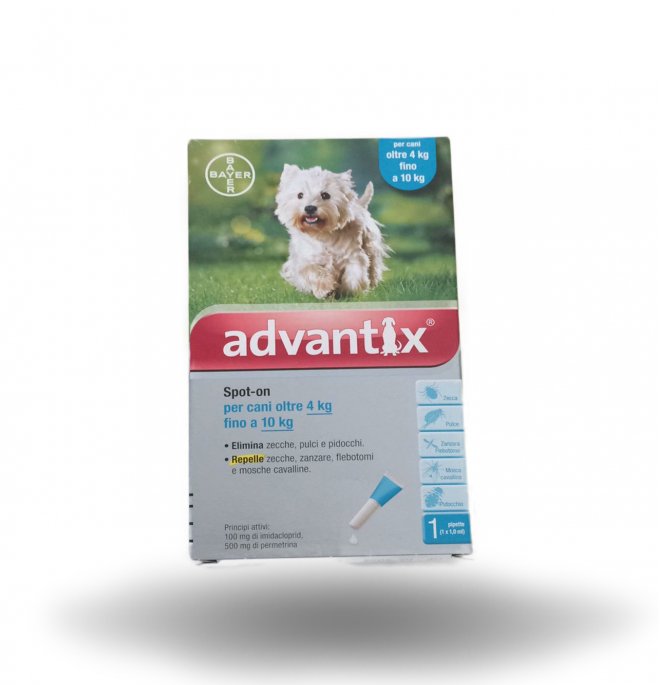 BAYER
BAYER
per cani
oltre 4 kg
fino
a 10 kg
advantix®
Spot-on
per cani oltre 4 kg
fino a 10 kg
• Elimina zecche, pulci e pidocchi.
• Repelle zecche, zanzare, flebotomi
e mosche cavalline.
Zecca
Pulce
Zanzara
Flebotomo
Mosca
cavallina
Pidocchio
Principi attivi:
100 mg di imidacloprid,
500 mg di permetrina
1 pipetta
(1 x 1,0 ml)